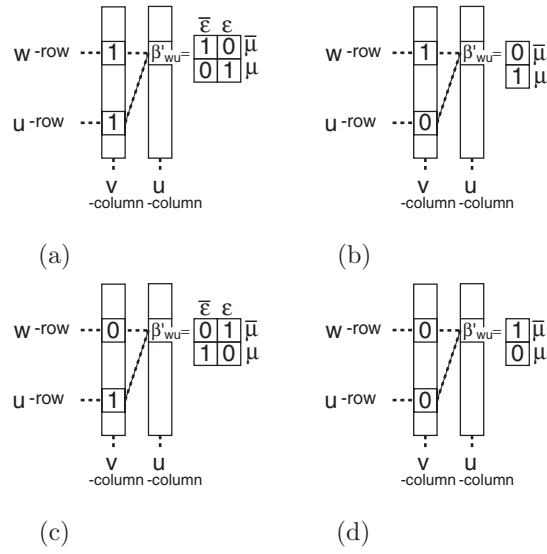 ε̅ ε
w -row 1 β'wu= 1 0 μ̅
0 1 μ
u -row 1
v u
-column -column
(a)
w -row 1 β'wu= 0 μ̅
1 μ
u -row 0
v u
-column -column
(b)
ε̅ ε
w -row 0 β'wu= 0 1 μ̅
1 0 μ
u -row 1
v u
-column -column
(c)
w -row 0 β'wu= 1 μ̅
0 μ
u -row 0
v u
-column -column
(d)